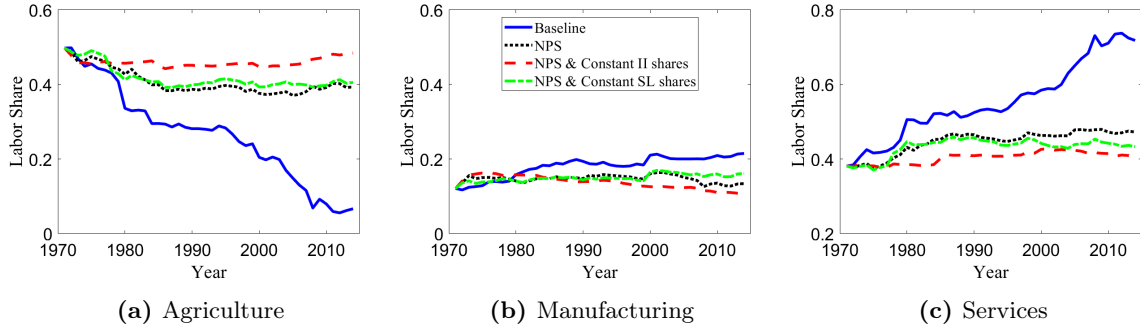 0.6
0.4
0.2
0
Labor Share
1970 1980 1990 2000 2010
Year
(a) Agriculture
0.6
0.4
0.2
0
Labor Share
Baseline
NPS
NPS & Constant II shares
NPS & Constant SL shares
1970 1980 1990 2000 2010
Year
(b) Manufacturing
0.8
0.6
0.4
0.2
Labor Share
1970 1980 1990 2000 2010
Year
(c) Services